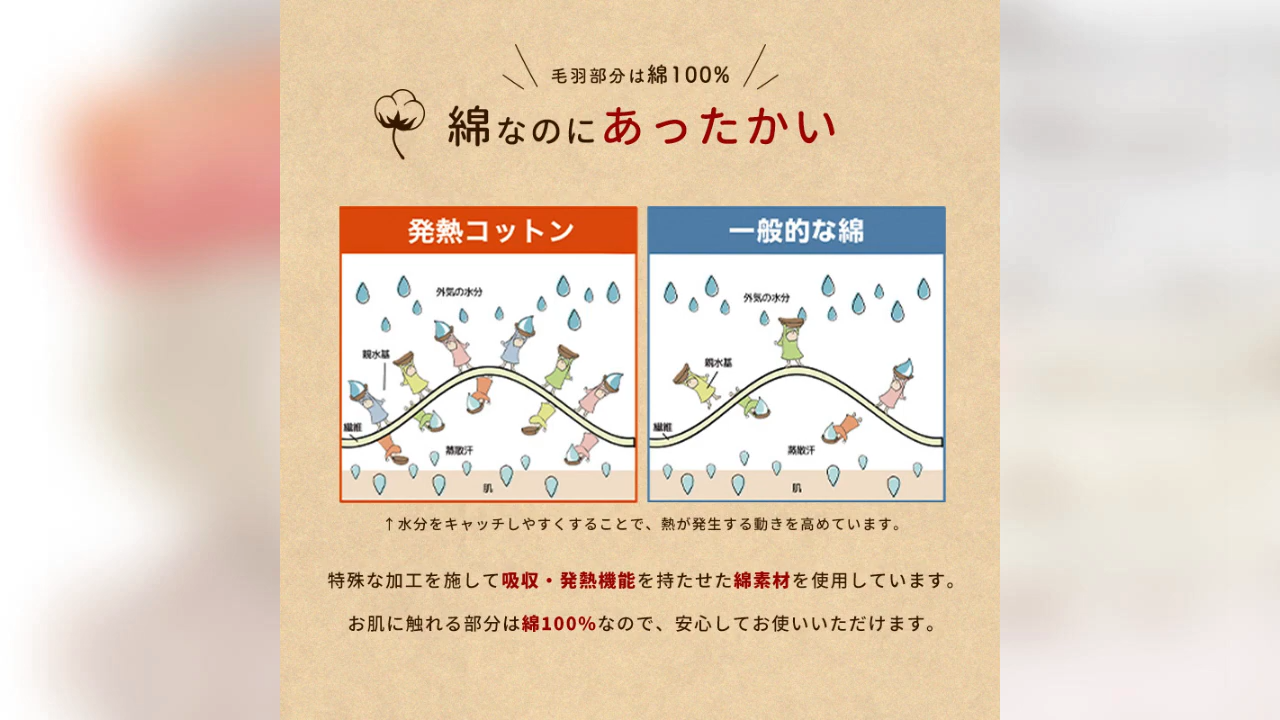 毛羽部分は綿100%
綿なのにあったかい
発熱コットン
外気の水分
親水基
繊維
蒸散汗
肌
一般的な綿
外気の水分
親水基
繊維
蒸散汗
肌
↑水分をキャッチしやすくすることで、熱が発生する動きを高めています。
特殊な加工を施して吸収・発熱機能を持たせた綿素材を使用しています。
お肌に触れる部分は綿100%なので、安心してお使いいただけます。